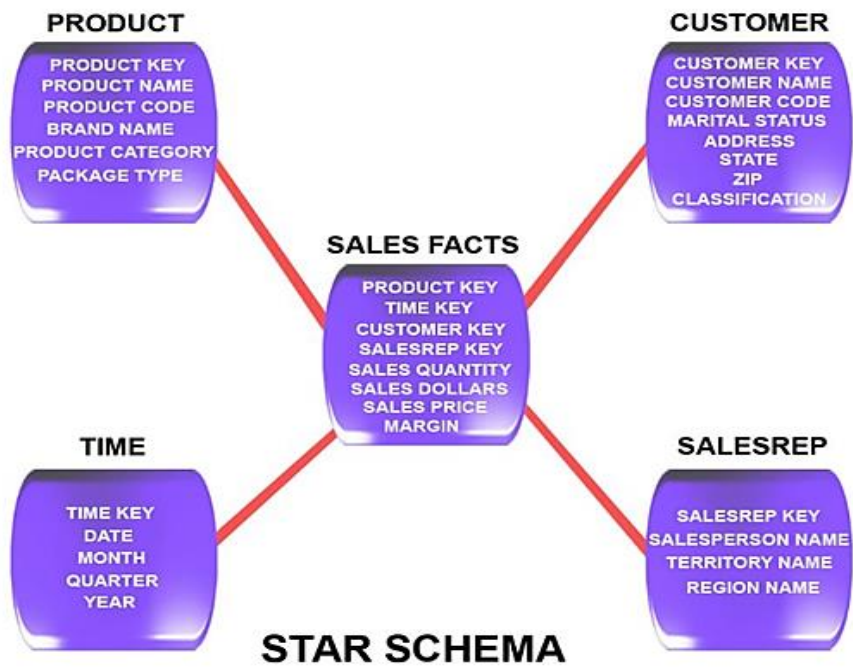 PRODUCT
PRODUCT KEY
PRODUCT NAME
PRODUCT CODE
BRAND NAME
PRODUCT CATEGORY
PACKAGE TYPE
CUSTOMER
CUSTOMER KEY
CUSTOMER NAME
CUSTOMER CODE
MARITAL STATUS
ADDRESS
STATE
ZIP
CLASSIFICATION
SALES FACTS
PRODUCT KEY
TIME KEY
CUSTOMER KEY
SALESREP KEY
SALES QUANTITY
SALES DOLLARS
SALES PRICE
MARGIN
TIME
TIME KEY
DATE
MONTH
QUARTER
YEAR
SALESREP
SALESREP KEY
SALESPERSON NAME
TERRITORY NAME
REGION NAME
STAR SCHEMA